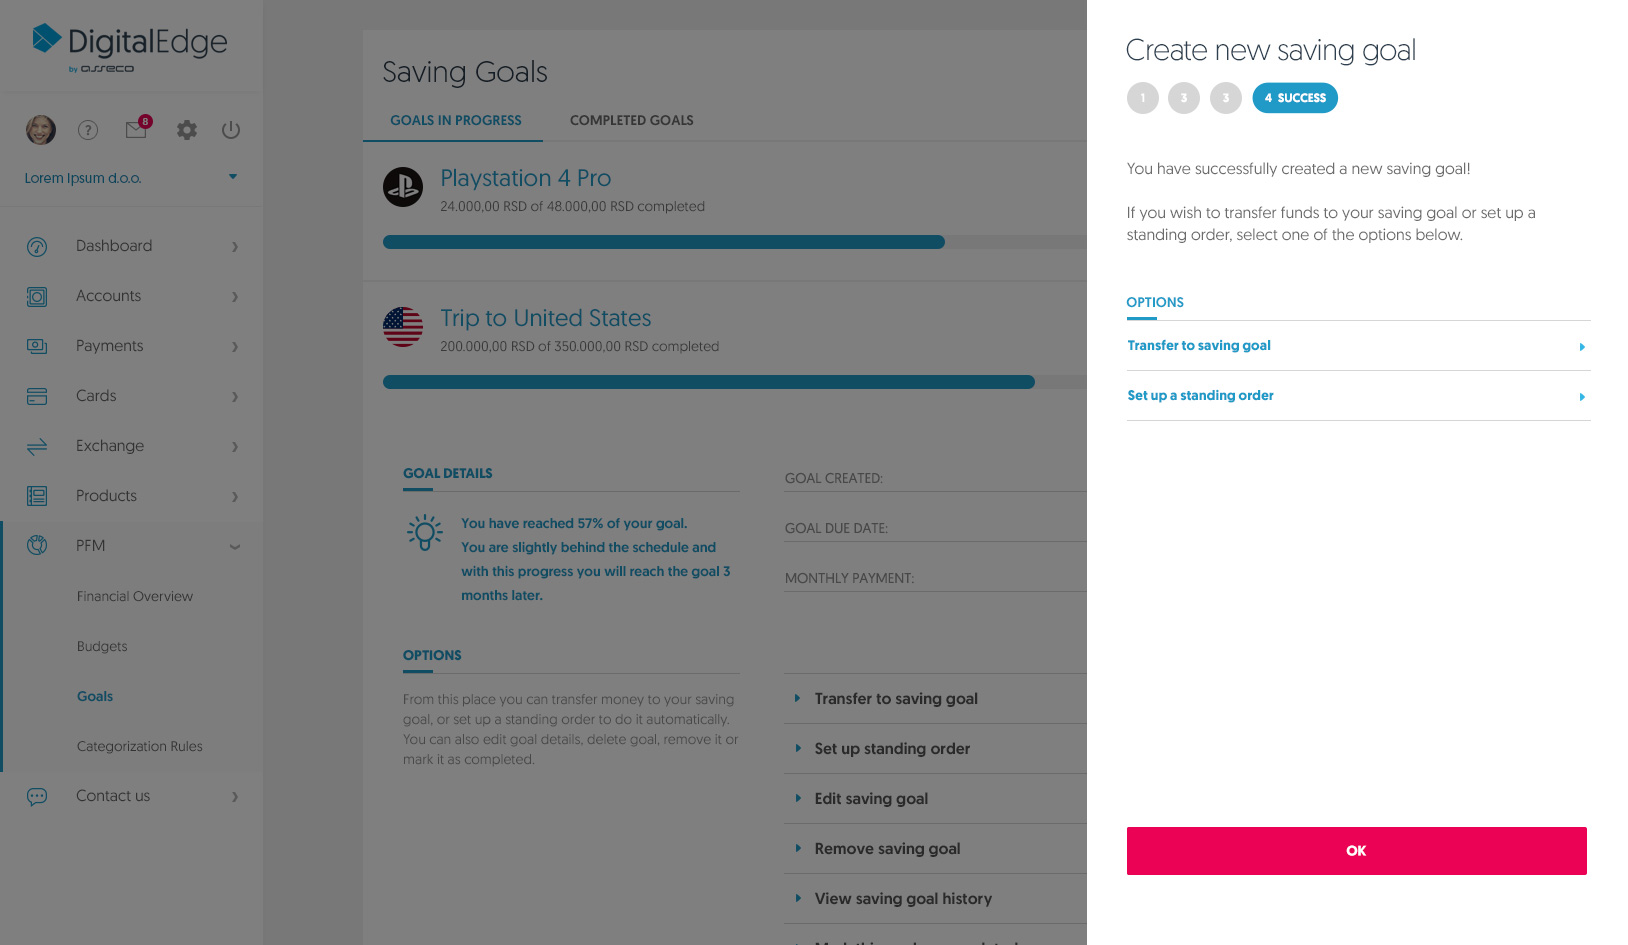 DigitalEdge
by asseco
?
8
Lorem Ipsum d.o.o.
Dashboard
Accounts
Payments
Cards
Exchange
Products
PFM
Financial Overview
Budgets
Goals
Categorization Rules
Contact us
Saving Goals
GOALS IN PROGRESS
COMPLETED GOALS
Playstation 4 Pro
24.000,00 RSD of 48.000,00 RSD completed
Trip to United States
200.000,00 RSD of 350.000,00 RSD completed
GOAL DETAILS
You have reached 57% of your goal.
You are slightly behind the schedule and
with this progress you will reach the goal 3
months later.
GOAL CREATED:
GOAL DUE DATE:
MONTHLY PAYMENT:
OPTIONS
From this place you can transfer money to your saving
goal, or set up a standing order to do it automatically.
You can also edit goal details, delete goal, remove it or
mark it as completed.
Transfer to saving goal
Set up standing order
Edit saving goal
Remove saving goal
View saving goal history
Create new saving goal
1
3
3
4 SUCCESS
You have successfully created a new saving goal!
If you wish to transfer funds to your saving goal or set up a
standing order, select one of the options below.
OPTIONS
Transfer to saving goal
Set up a standing order
OK